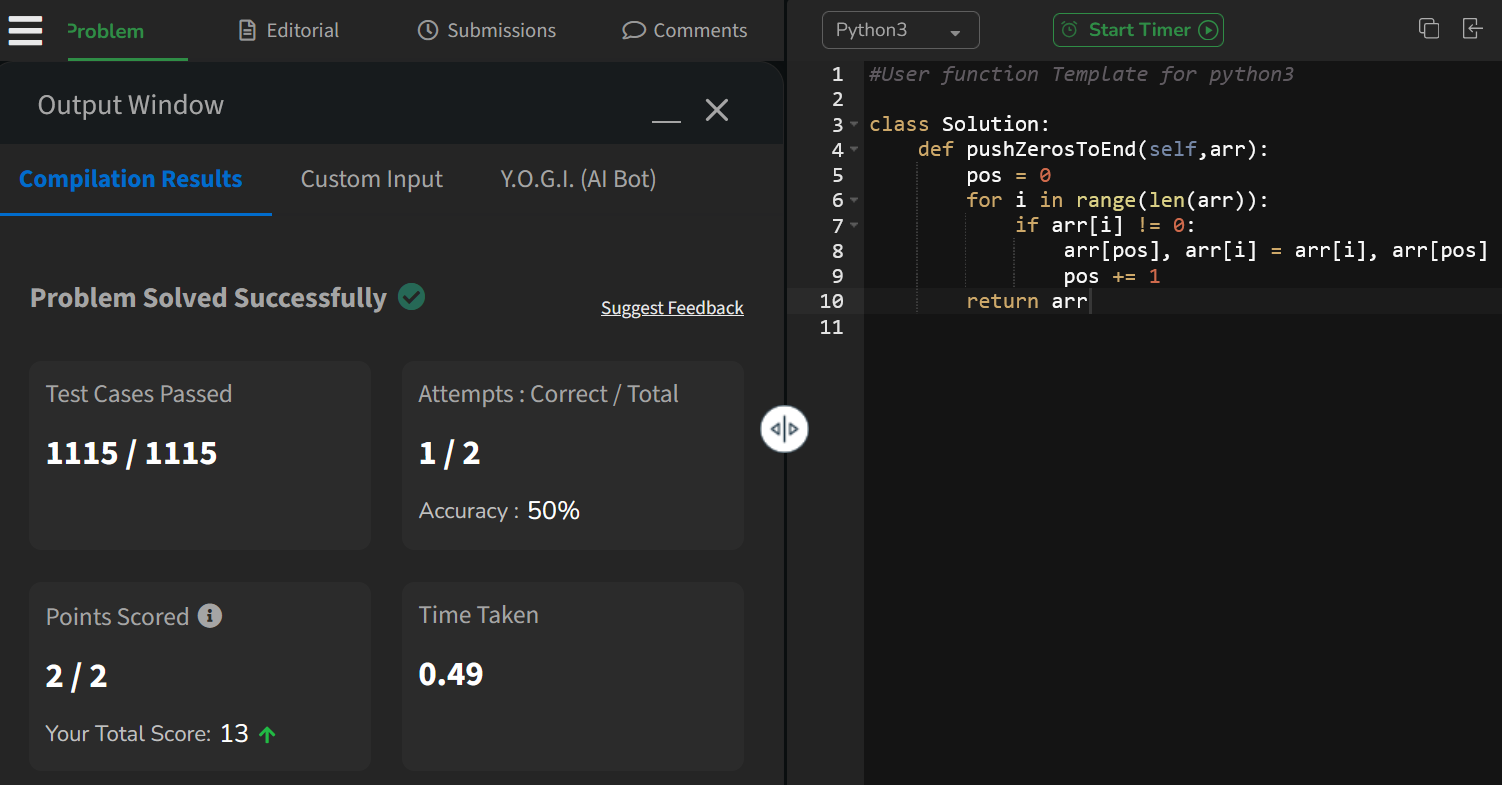 Problem
Editorial
Submissions
Comments
Output Window
Compilation Results
Custom Input
Y.O.G.I. (AI Bot)
Problem Solved Successfully
Suggest Feedback
Test Cases Passed
1115 / 1115
Attempts : Correct / Total
1 / 2
Accuracy : 50%
Points Scored
2 / 2
Your Total Score: 13
Time Taken
0.49
Python3
Start Timer
1 #User function Template for python3
2
3 class Solution:
4     def pushZerosToEnd(self,arr):
5         pos = 0
6         for i in range(len(arr)):
7             if arr[i] != 0:
8                 arr[pos], arr[i] = arr[i], arr[pos]
9                 pos += 1
10         return arr
11